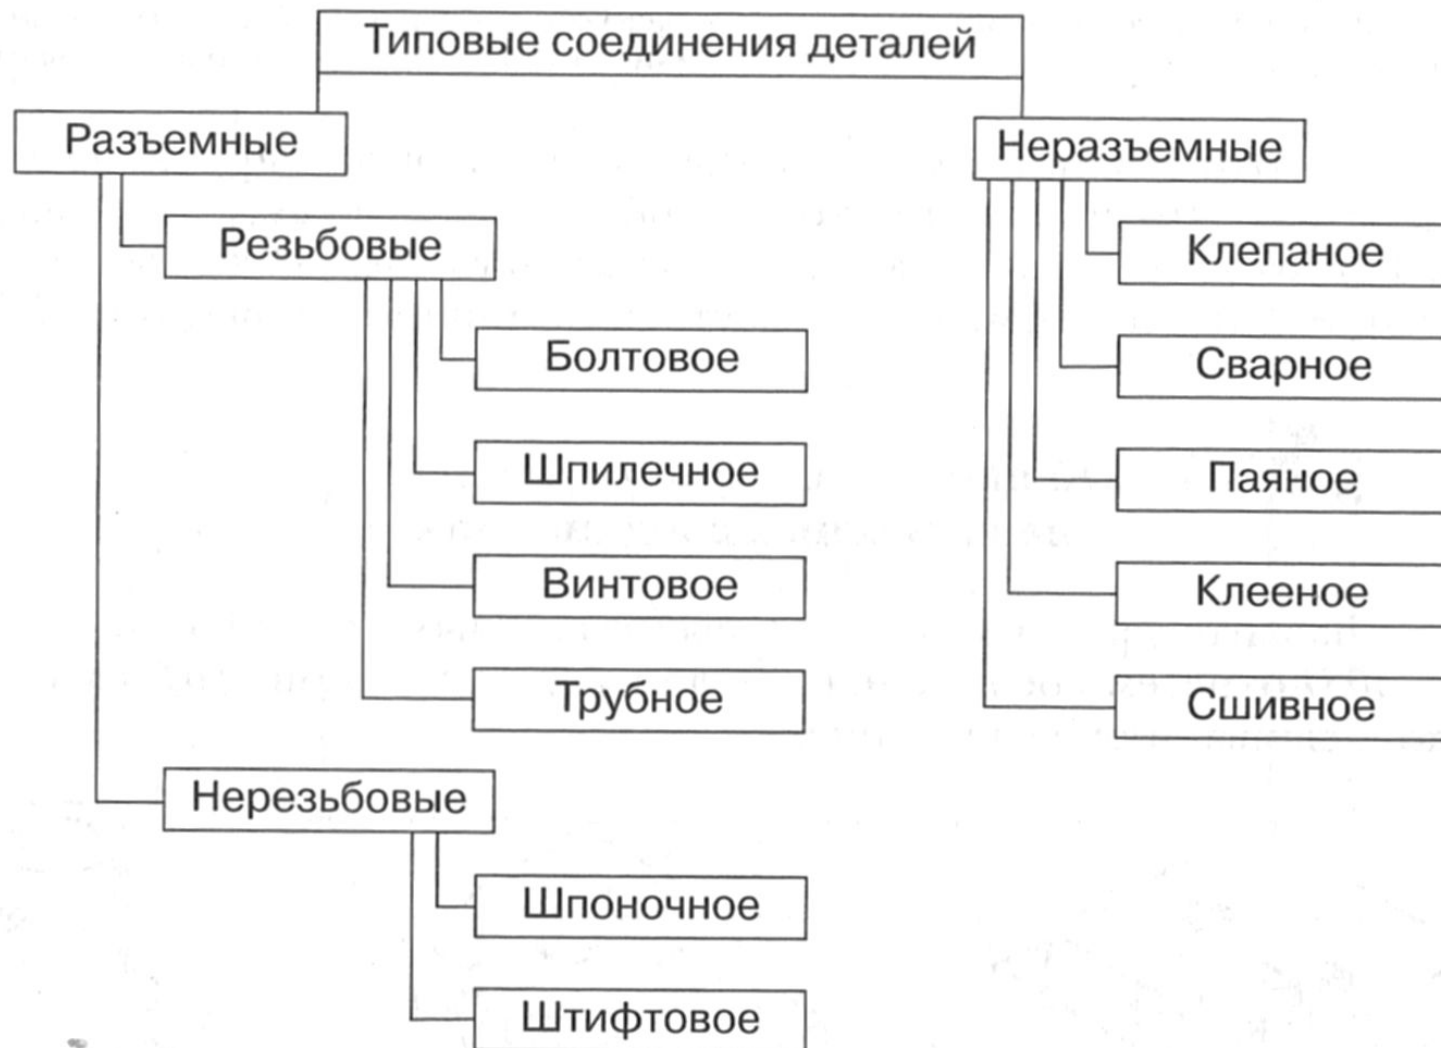 Типовые соединения деталей
Разъемные
Резьбовые
Болтовое
Шпилечное
Винтовое
Трубное
Нерезьбовые
Шпоночное
Штифтовое
Неразъемные
Клепаное
Сварное
Паяное
Клееное
Сшивное